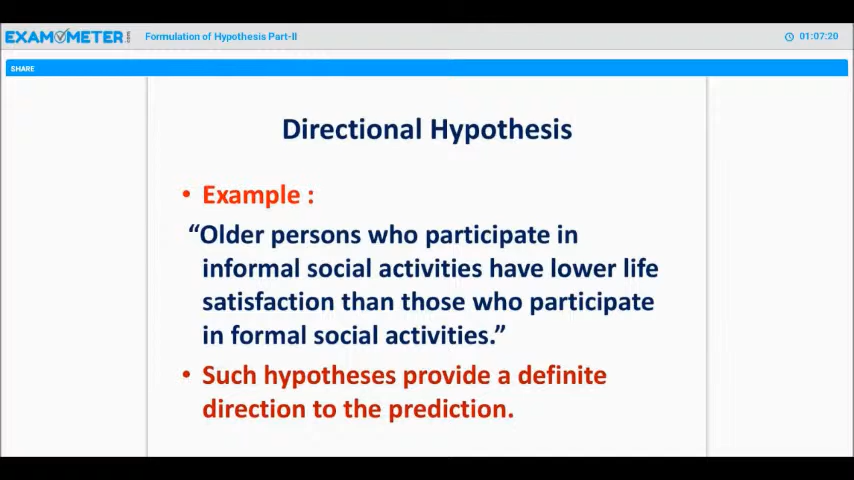 EXAMOMETER.com Formulation of Hypothesis Part-II 01:07:20
SHARE
Directional Hypothesis
• Example :
“Older persons who participate in
informal social activities have lower life
satisfaction than those who participate
in formal social activities.”
• Such hypotheses provide a definite
direction to the prediction.